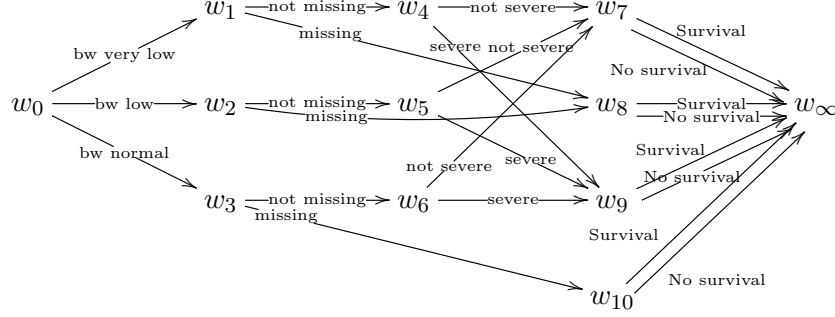 w1 not missing w4 not severe w7
missing Survival
bw very low severe not severe
No survival
w0 bw low w2 not missing w5 w8 Survival w∞
missing No survival
bw normal not severe severe Survival
No survival
w3 not missing w6 severe w9
missing
Survival
No survival
w10